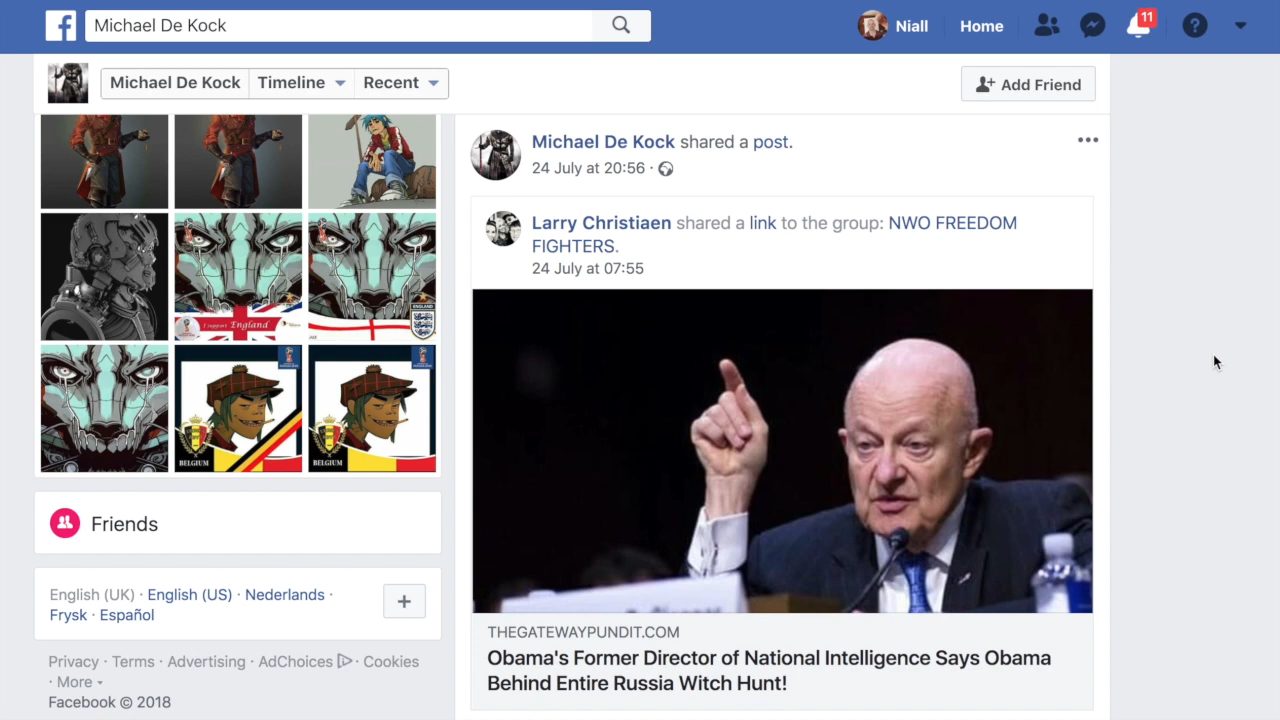 Michael De Kock
Niall
Home
11
Michael De Kock
Timeline
Recent
Add Friend
I support England
ENGLAND
BELGIUM
BELGIUM
Friends
English (UK) · English (US) · Nederlands ·
Frysk · Español
Privacy · Terms · Advertising · AdChoices · Cookies
· More
Facebook © 2018
Michael De Kock shared a post.
24 July at 20:56 ·
Larry Christiaen shared a link to the group: NWO FREEDOM
FIGHTERS.
24 July at 07:55
THEGATEWAYPUNDIT.COM
Obama's Former Director of National Intelligence Says Obama
Behind Entire Russia Witch Hunt!